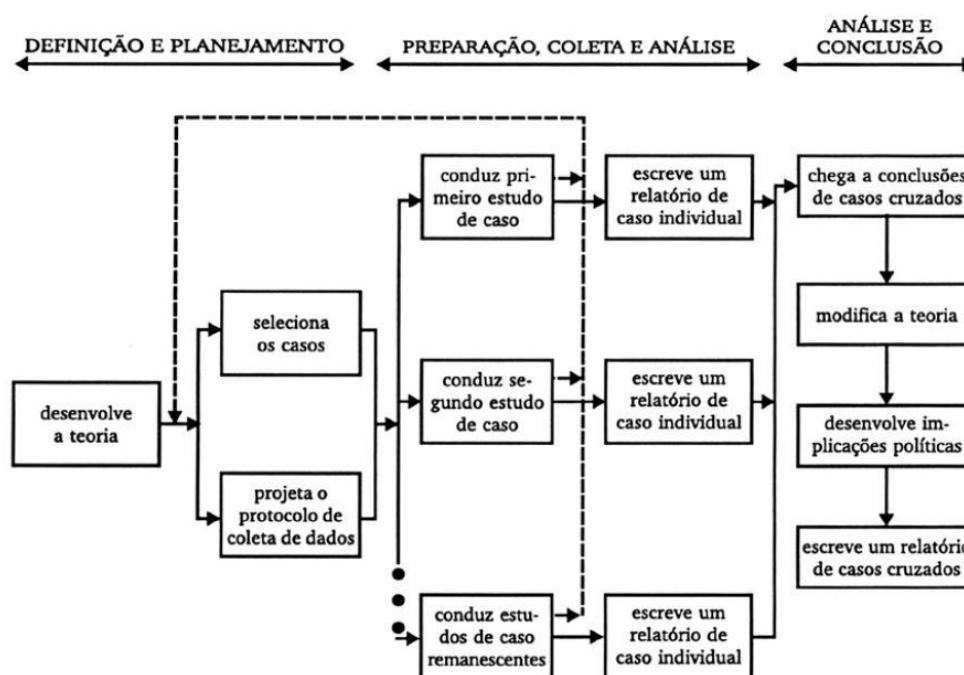 DEFINIÇÃO E PLANEJAMENTO
PREPARAÇÃO, COLETA E ANÁLISE
ANÁLISE E
CONCLUSÃO
desenvolve
a teoria
seleciona
os casos
projeta o
protocolo de
coleta de dados
conduz pri-
meiro estudo
de caso
escreve um
relatório de
caso individual
conduz se-
gundo estudo
de caso
escreve um
relatório de
caso individual
conduz estu-
dos de caso
remanescentes
escreve um
relatório de
caso individual
chega a conclusões
de casos cruzados
modifica a teoria
desenvolve im-
plicações políticas
escreve um relatório
de casos cruzados